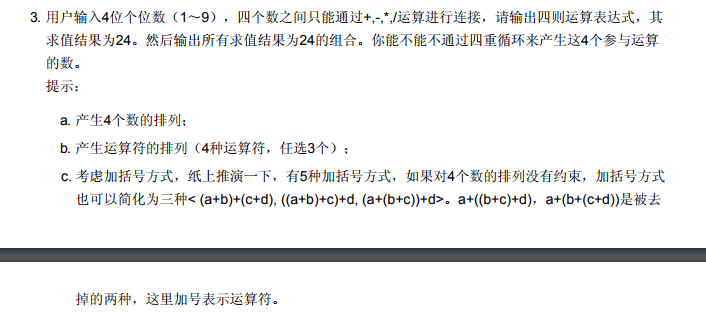 3. 用户输入4位个位数（1～9），四个数之间只能通过+,-,*,/运算进行连接，请输出四则运算表达式，其
求值结果为24。然后输出所有求值结果为24的组合。你能不能不通过四重循环来产生这4个参与运算
的数。
提示：
a. 产生4个数的排列；
b. 产生运算符的排列（4种运算符，任选3个）；
c. 考虑加括号方式，纸上推演一下，有5种加括号方式，如果对4个数的排列没有约束，加括号方式
也可以简化为三种< (a+b)+(c+d), ((a+b)+c)+d, (a+(b+c))+d>。a+((b+c)+d)，a+(b+(c+d))是被去
掉的两种，这里加号表示运算符。